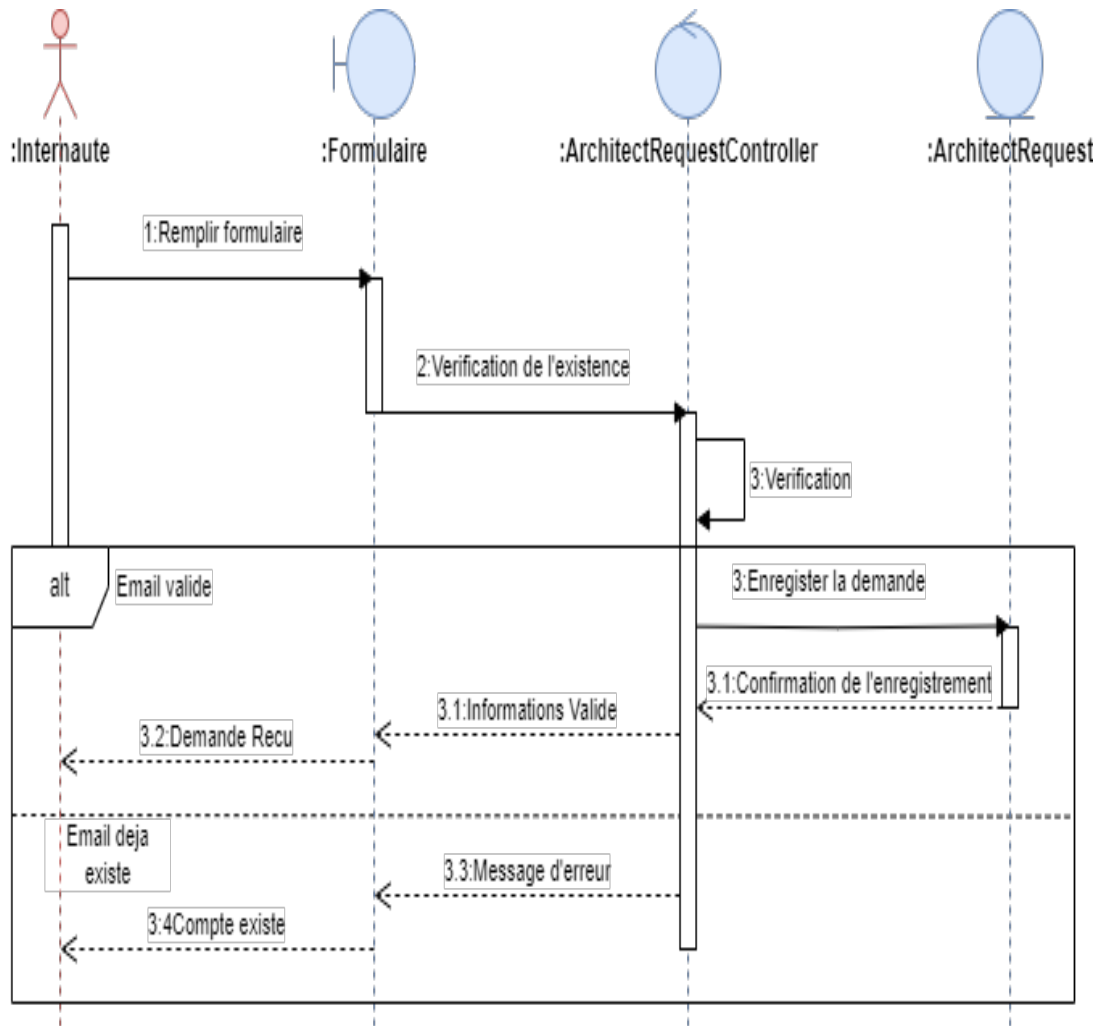 :Internaute
:Formulaire
:ArchitectRequestController
:ArchitectRequest
1:Remplir formulaire
2:Verification de l'existence
3:Verification
alt
Email valide
3:Enregister la demande
3.1:Confirmation de l'enregistrement
3.1:Informations Valide
3.2:Demande Recu
Email deja
existe
3.3:Message d'erreur
3:4Compte existe